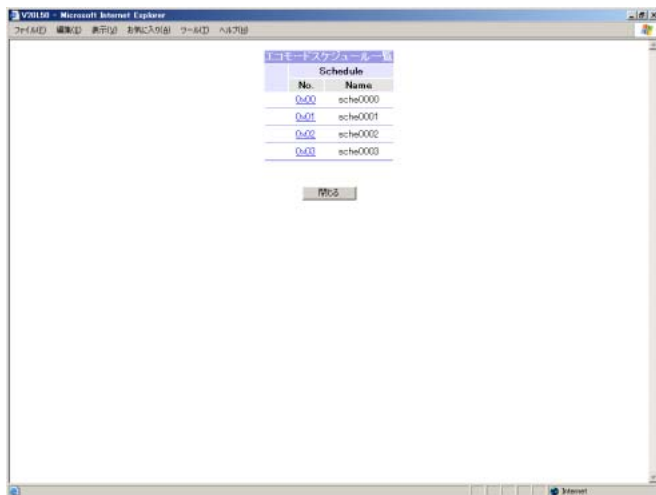 V20L50 - Microsoft Internet Explorer
ファイル(F) 編集(E) 表示(V) お気に入り(A) ツール(T) ヘルプ(H)
エコモードスケジュール一覧
Schedule
No. Name
0x00 sche0000
0x01 sche0001
0x02 sche0002
0x03 sche0003
閉じる
Internet